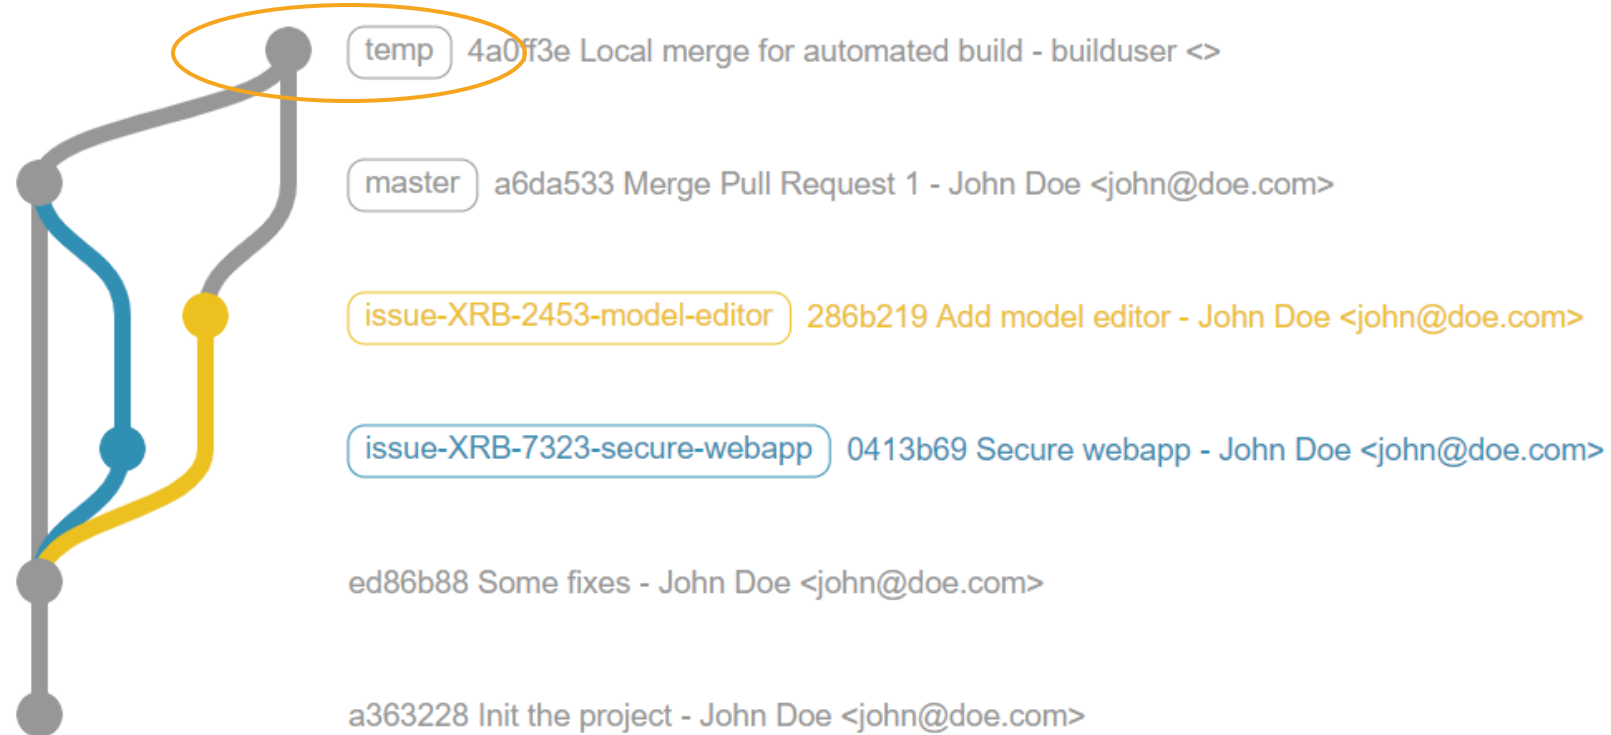 temp 4a0ff3e Local merge for automated build - builduser <>
master a6da533 Merge Pull Request 1 - John Doe <john@doe.com>
issue-XRB-2453-model-editor 286b219 Add model editor - John Doe <john@doe.com>
issue-XRB-7323-secure-webapp 0413b69 Secure webapp - John Doe <john@doe.com>
ed86b88 Some fixes - John Doe <john@doe.com>
a363228 Init the project - John Doe <john@doe.com>